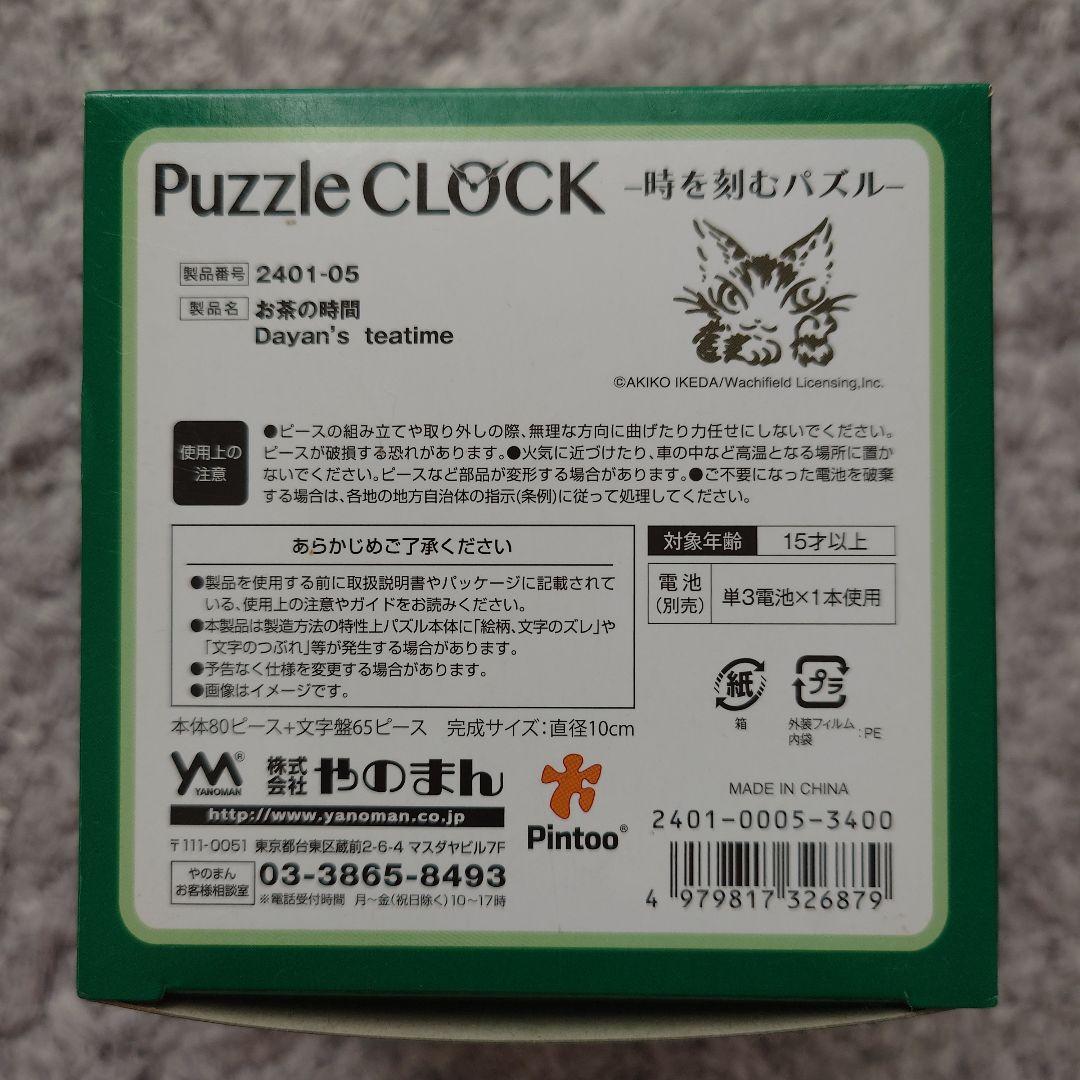 Puzzle CLOCK –時を刻むパズル–
製品番号 2401-05
製品名 お茶の時間
Dayan's teatime
©AKIKO IKEDA/Wachifield Licensing,Inc.
使用上の
注意
●ピースの組み立てや取り外しの際、無理な方向に曲げたり力任せにしないでください。
ピースが破損する恐れがあります。●火気に近づけたり、車の中など高温となる場所に置か
ないでください。ピースなど部品が変形する場合があります。●ご不要になった電池を破棄
する場合は、各地の地方自治体の指示(条例)に従って処理してください。
あらかじめご了承ください
●製品を使用する前に取扱説明書やパッケージに記載されて
いる、使用上の注意やガイドをお読みください。
●本製品は製造方法の特性上パズル本体に「絵柄、文字のズレ」や
「文字のつぶれ」等が発生する場合があります。
●予告なく仕様を変更する場合があります。
●画像はイメージです。
対象年齢 15才以上
電池
(別売) 単3電池×1本使用
紙
箱
プラ
外装フィルム
内袋 :PE
本体80ピース+文字盤65ピース 完成サイズ:直径10cm
YM® YANOMAN
株式
会社 やのまん
http://www.yanoman.co.jp
〒111-0051 東京都台東区蔵前2-6-4 マスダヤビル7F
やのまん
お客様相談室 03-3865-8493
※電話受付時間 月〜金(祝日除く)10〜17時
Pintoo®
MADE IN CHINA
2401-0005-3400
4 979817 326879